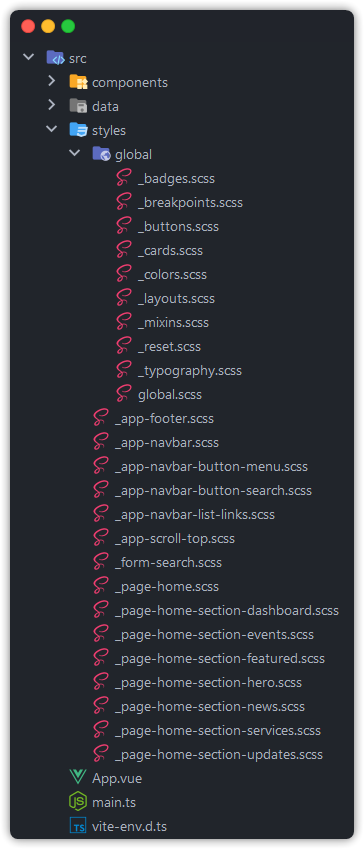 src
components
data
styles
global
_badges.scss
_breakpoints.scss
_buttons.scss
_cards.scss
_colors.scss
_layouts.scss
_mixins.scss
_reset.scss
_typography.scss
global.scss
_app-footer.scss
_app-navbar.scss
_app-navbar-button-menu.scss
_app-navbar-button-search.scss
_app-navbar-list-links.scss
_app-scroll-top.scss
_form-search.scss
_page-home.scss
_page-home-section-dashboard.scss
_page-home-section-events.scss
_page-home-section-featured.scss
_page-home-section-hero.scss
_page-home-section-news.scss
_page-home-section-services.scss
_page-home-section-updates.scss
App.vue
JS main.ts
TS vite-env.d.ts